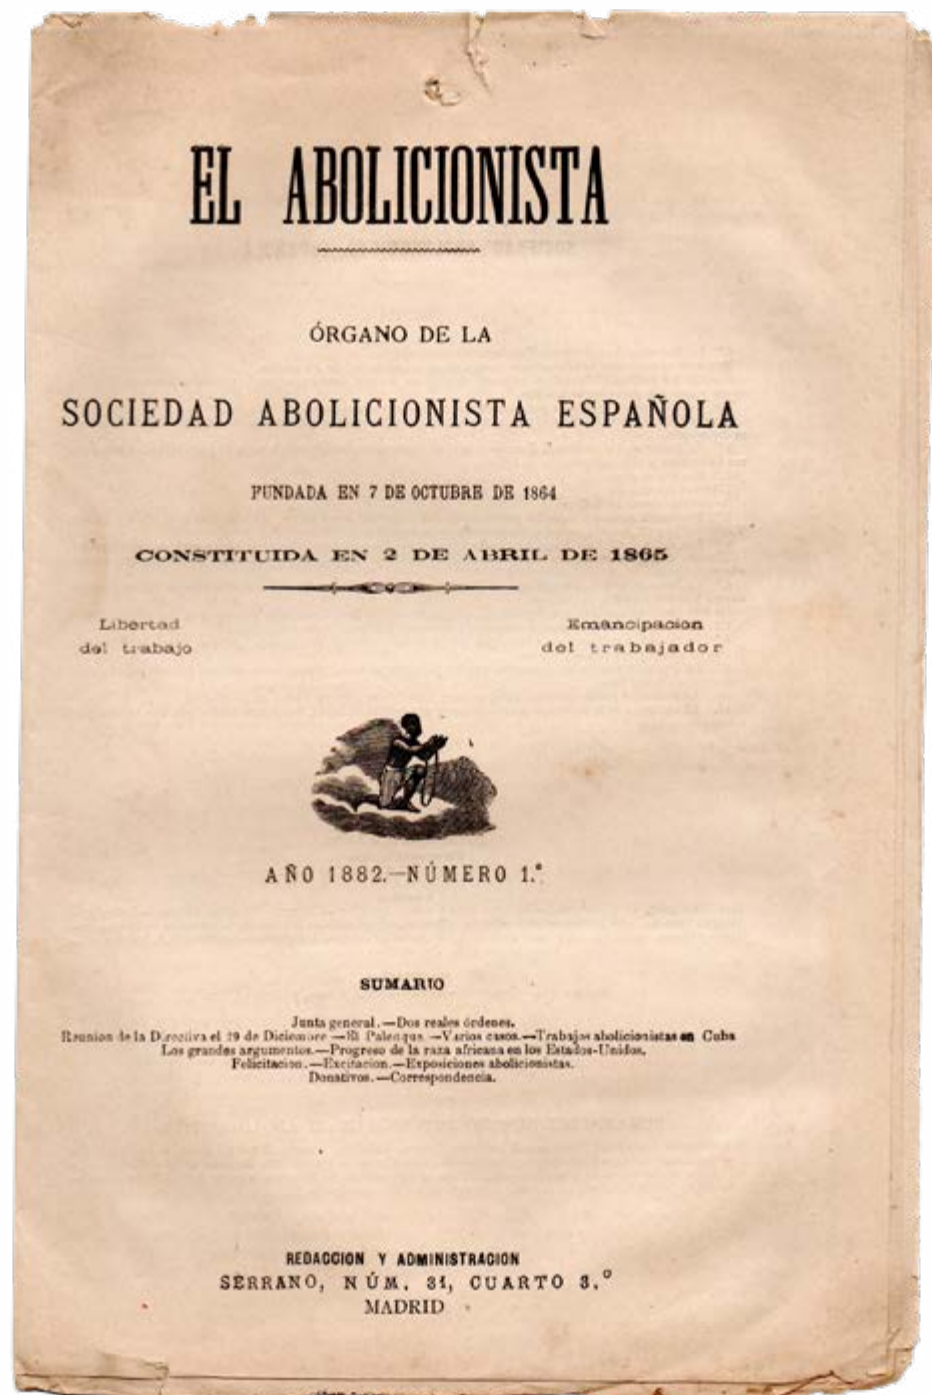 EL ABOLICIONISTA
ÓRGANO DE LA
SOCIEDAD ABOLICIONISTA ESPAÑOLA
FUNDADA EN 7 DE OCTUBRE DE 1864
CONSTITUIDA EN 2 DE ABRIL DE 1865
Libertad
del trabajo
Emancipacion
del trabajador
AÑO 1882.—NÚMERO 1.º
SUMARIO
Junta general.—Dos reales órdenes.
Reunion de la Directiva el 29 de Diciembre —El Palenque.—Varios casos.—Trabajos abolicionistas en Cuba
Los grandes argumentos.—Progreso de la raza africana en los Estados-Unidos.
Felicitacion.—Excitacion.—Exposiciones abolicionistas.
Donativos.—Correspondencia.
REDACCION Y ADMINISTRACION
SERRANO, NÚM. 31, CUARTO 3.º
MADRID